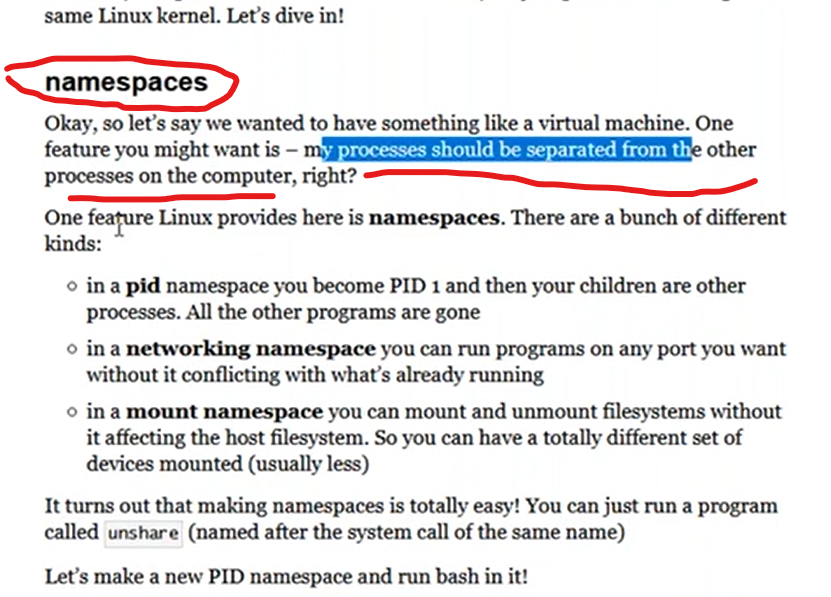 same Linux kernel. Let's dive in!
namespaces
Okay, so let's say we wanted to have something like a virtual machine. One
feature you might want is – my processes should be separated from the other
processes on the computer, right?
One feature Linux provides here is namespaces. There are a bunch of different
kinds:
in a pid namespace you become PID 1 and then your children are other
processes. All the other programs are gone
in a networking namespace you can run programs on any port you want
without it conflicting with what's already running
in a mount namespace you can mount and unmount filesystems without
it affecting the host filesystem. So you can have a totally different set of
devices mounted (usually less)
It turns out that making namespaces is totally easy! You can just run a program
called unshare (named after the system call of the same name)
Let's make a new PID namespace and run bash in it!